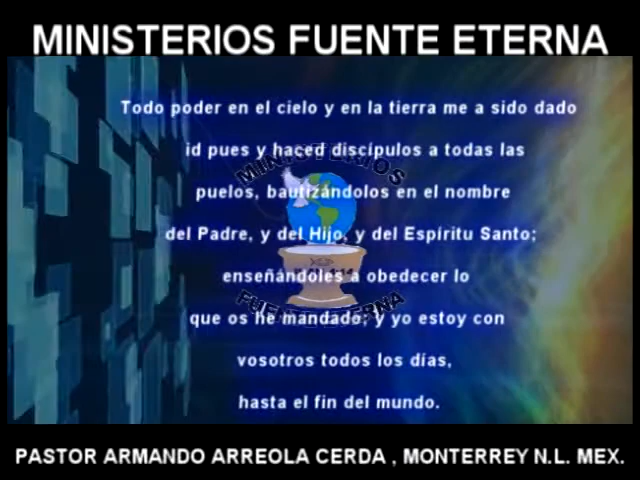 MINISTERIOS FUENTE ETERNA
Todo poder en el cielo y en la tierra me a sido dado
id pues y haced discípulos a todas las
MINISTERIOS
puelos, bautizándolos en el nombre
del Padre, y del Hijo, y del Espíritu Santo;
enseñándoles a obedecer lo
FUENTE ETERNA
que os he mandado; y yo estoy con
vosotros todos los días,
hasta el fin del mundo.
PASTOR ARMANDO ARREOLA CERDA , MONTERREY N.L. MEX.